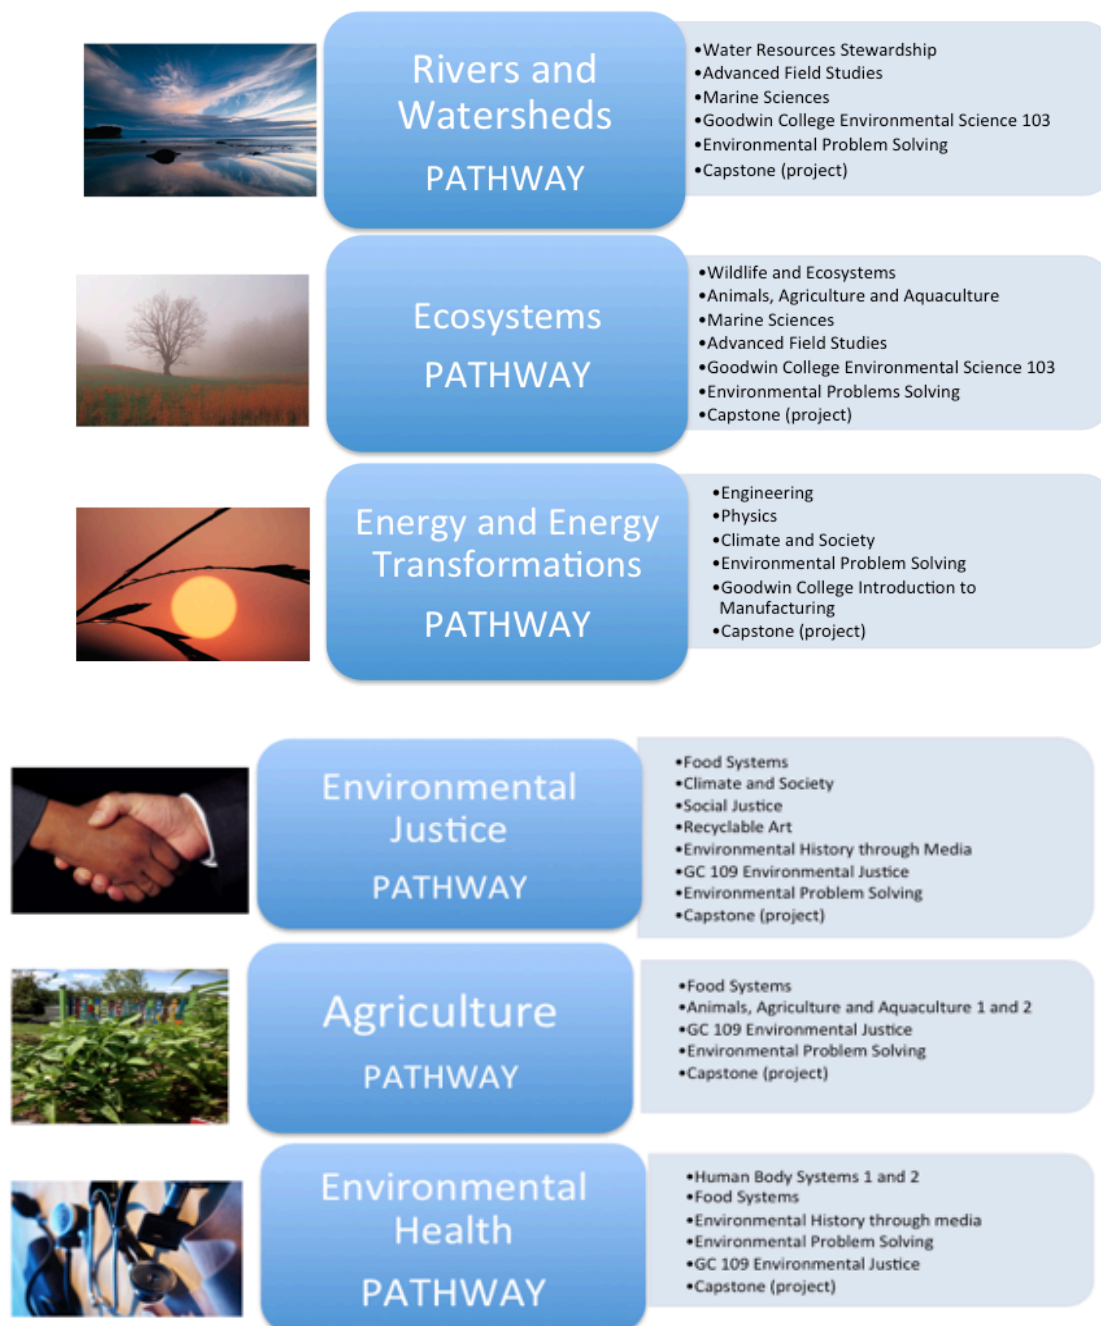 Rivers and
Watersheds
PATHWAY
•Water Resources Stewardship
•Advanced Field Studies
•Marine Sciences
•Goodwin College Environmental Science 103
•Environmental Problem Solving
•Capstone (project)
Ecosystems
PATHWAY
•Wildlife and Ecosystems
•Animals, Agriculture and Aquaculture
•Marine Sciences
•Advanced Field Studies
•Goodwin College Environmental Science 103
•Environmental Problems Solving
•Capstone (project)
Energy and Energy
Transformations
PATHWAY
•Engineering
•Physics
•Climate and Society
•Environmental Problem Solving
•Goodwin College Introduction to
Manufacturing
•Capstone (project)
Environmental
Justice
PATHWAY
•Food Systems
•Climate and Society
•Social Justice
•Recyclable Art
•Environmental History through Media
•GC 109 Environmental Justice
•Environmental Problem Solving
•Capstone (project)
Agriculture
PATHWAY
•Food Systems
•Animals, Agriculture and Aquaculture 1 and 2
•GC 109 Environmental Justice
•Environmental Problem Solving
•Capstone (project)
Environmental
Health
PATHWAY
•Human Body Systems 1 and 2
•Food Systems
•Environmental History through media
•Environmental Problem Solving
•GC 109 Environmental Justice
•Capstone (project)